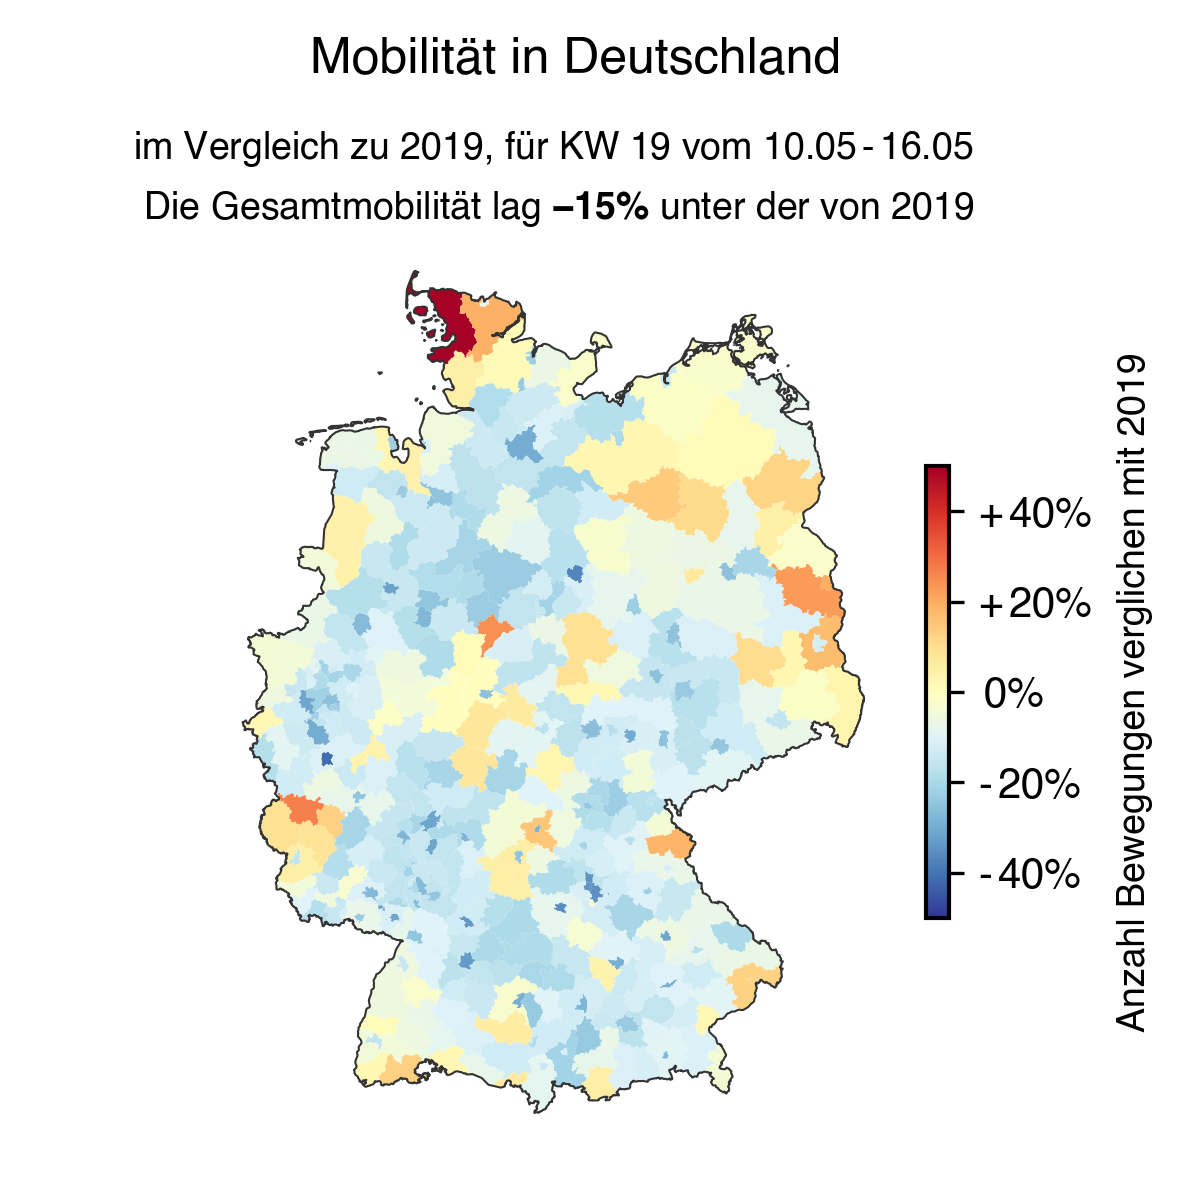 Mobilität in Deutschland
im Vergleich zu 2019, für KW 19 vom 10.05 - 16.05
Die Gesamtmobilität lag –15% unter der von 2019
+40%
+20%
0%
-20%
-40%
Anzahl Bewegungen verglichen mit 2019